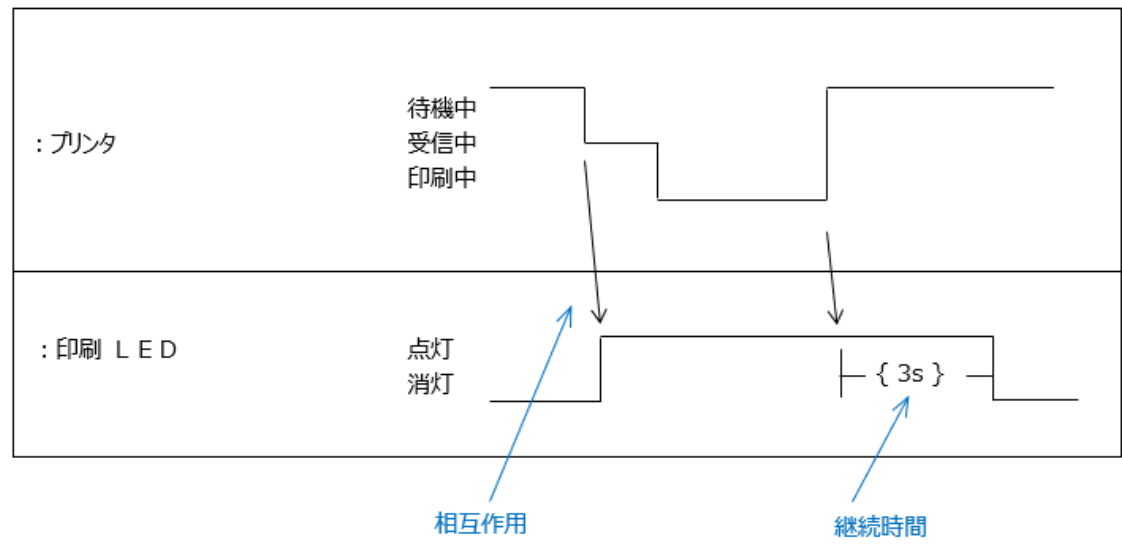 :プリンタ
待機中
受信中
印刷中
:印刷 ＬＥＤ
点灯
消灯
{ 3s }
相互作用
継続時間